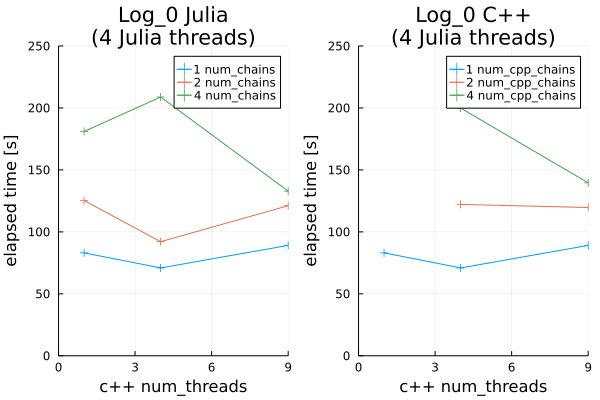 Log_0 Julia
(4 Julia threads)
250
200
150
100
50
0
0
3
6
9
elapsed time [s]
c++ num_threads
1 num_chains
2 num_chains
4 num_chains
Log_0 C++
(4 Julia threads)
250
200
150
100
50
0
0
3
6
9
elapsed time [s]
c++ num_threads
1 num_cpp_chains
2 num_cpp_chains
4 num_cpp_chains